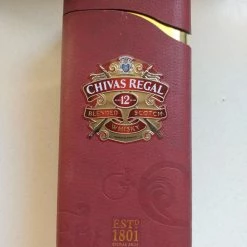 CHIVAS REGAL
12
BLENDED SCOTCH
WHISKY
ESTD
1801